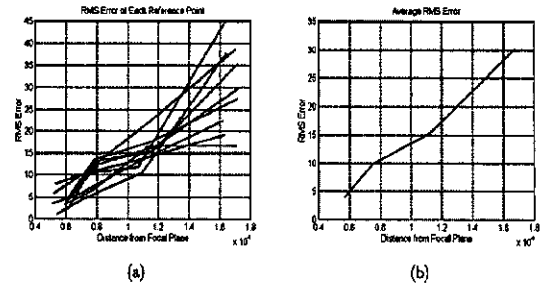 RMS Error of Each Reference Point
RMS Error
45
40
35
30
25
20
15
10
5
0
0.4 0.6 0.8 1 1.2 1.4 1.6 1.8
Distance from Focal Plane
x 10⁴
(a)
Average RMS Error
RMS Error
35
30
25
20
15
10
5
0
0.4 0.6 0.8 1 1.2 1.4 1.6 1.8
Distance from Focal Plane
x 10⁴
(b)